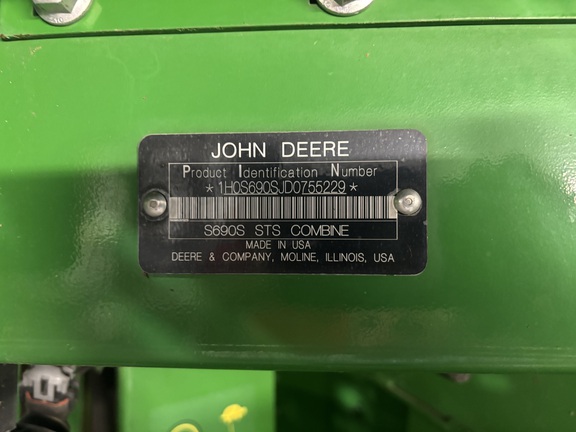 JOHN DEERE
Product Identification Number
*1H0S690SJD0755229*
S690S STS COMBINE
MADE IN USA
DEERE & COMPANY, MOLINE, ILLINOIS, USA